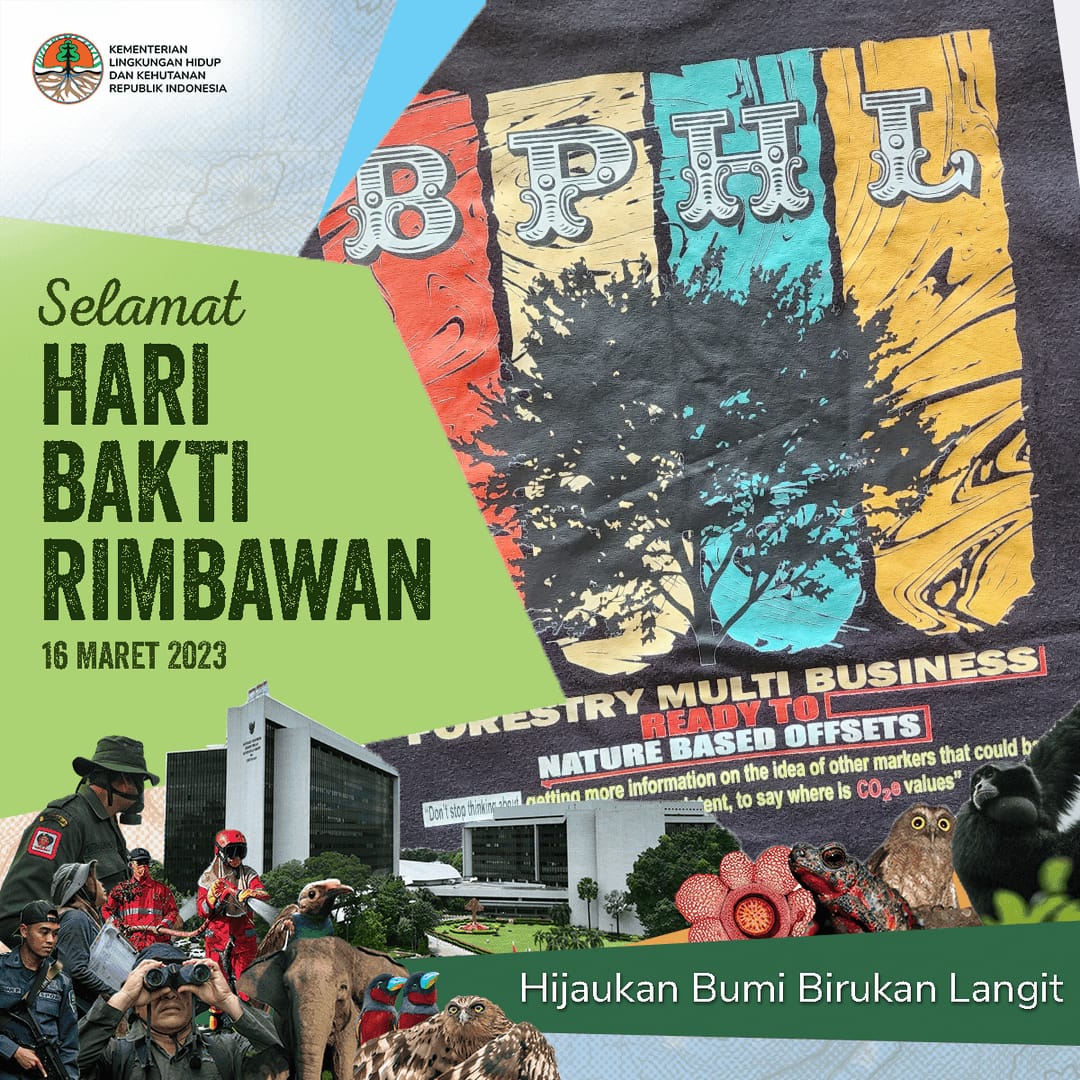 KEMENTERIAN
LINGKUNGAN HIDUP
DAN KEHUTANAN
REPUBLIK INDONESIA
BPHL
Selamat
HARI
BAKTI
RIMBAWAN
16 MARET 2023
FORESTRY MULTI BUSINESS
READY TO
NATURE BASED OFFSETS
"Don't stop thinking about getting more information on the idea of other markers that could be
to say where is CO2e values"
Hijaukan Bumi Birukan Langit